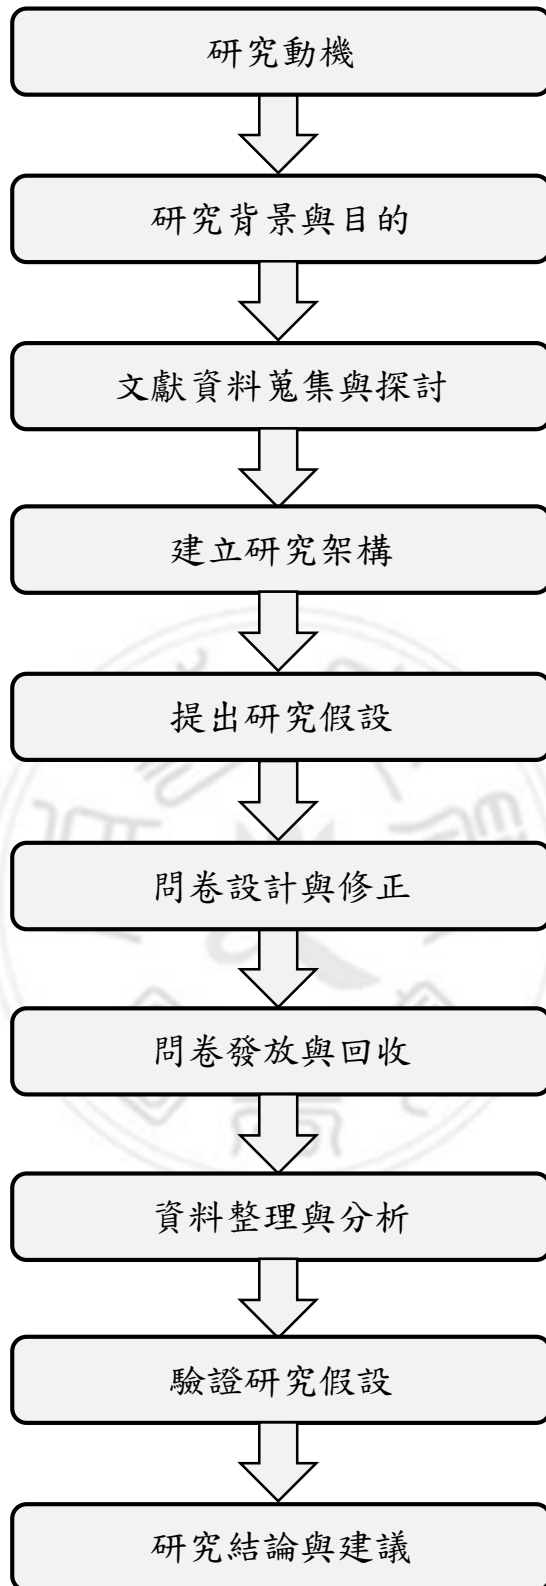 研究動機
研究背景與目的
文獻資料蒐集與探討
建立研究架構
提出研究假設
問卷設計與修正
問卷發放與回收
資料整理與分析
驗證研究假設
研究結論與建議